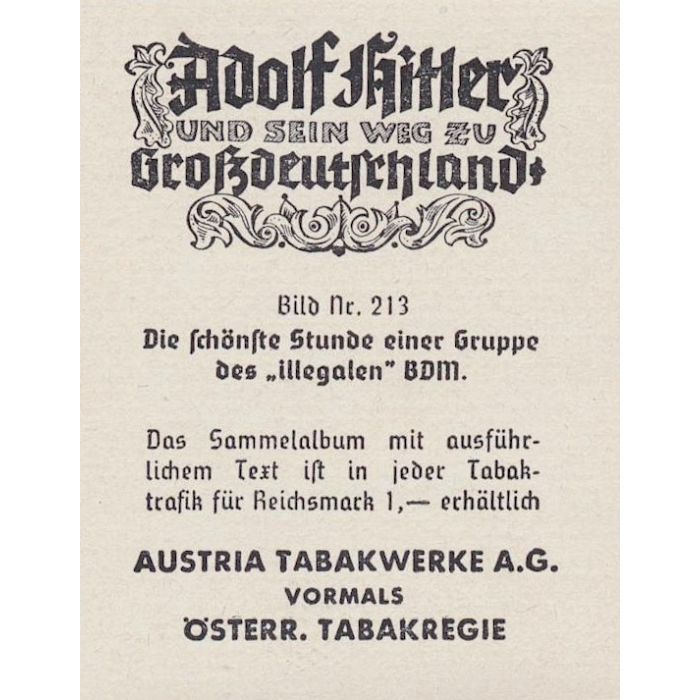 Adolf Hitler
UND SEIN WEG ZU
Großdeutschland
Bild Nr. 213
Die schönste Stunde einer Gruppe
des „illegalen” BDM.
Das Sammelalbum mit ausführ-
lichem Text ist in jeder Tabak-
trafik für Reichsmark 1,— erhältlich
AUSTRIA TABAKWERKE A.G.
VORMALS
ÖSTERR. TABAKREGIE